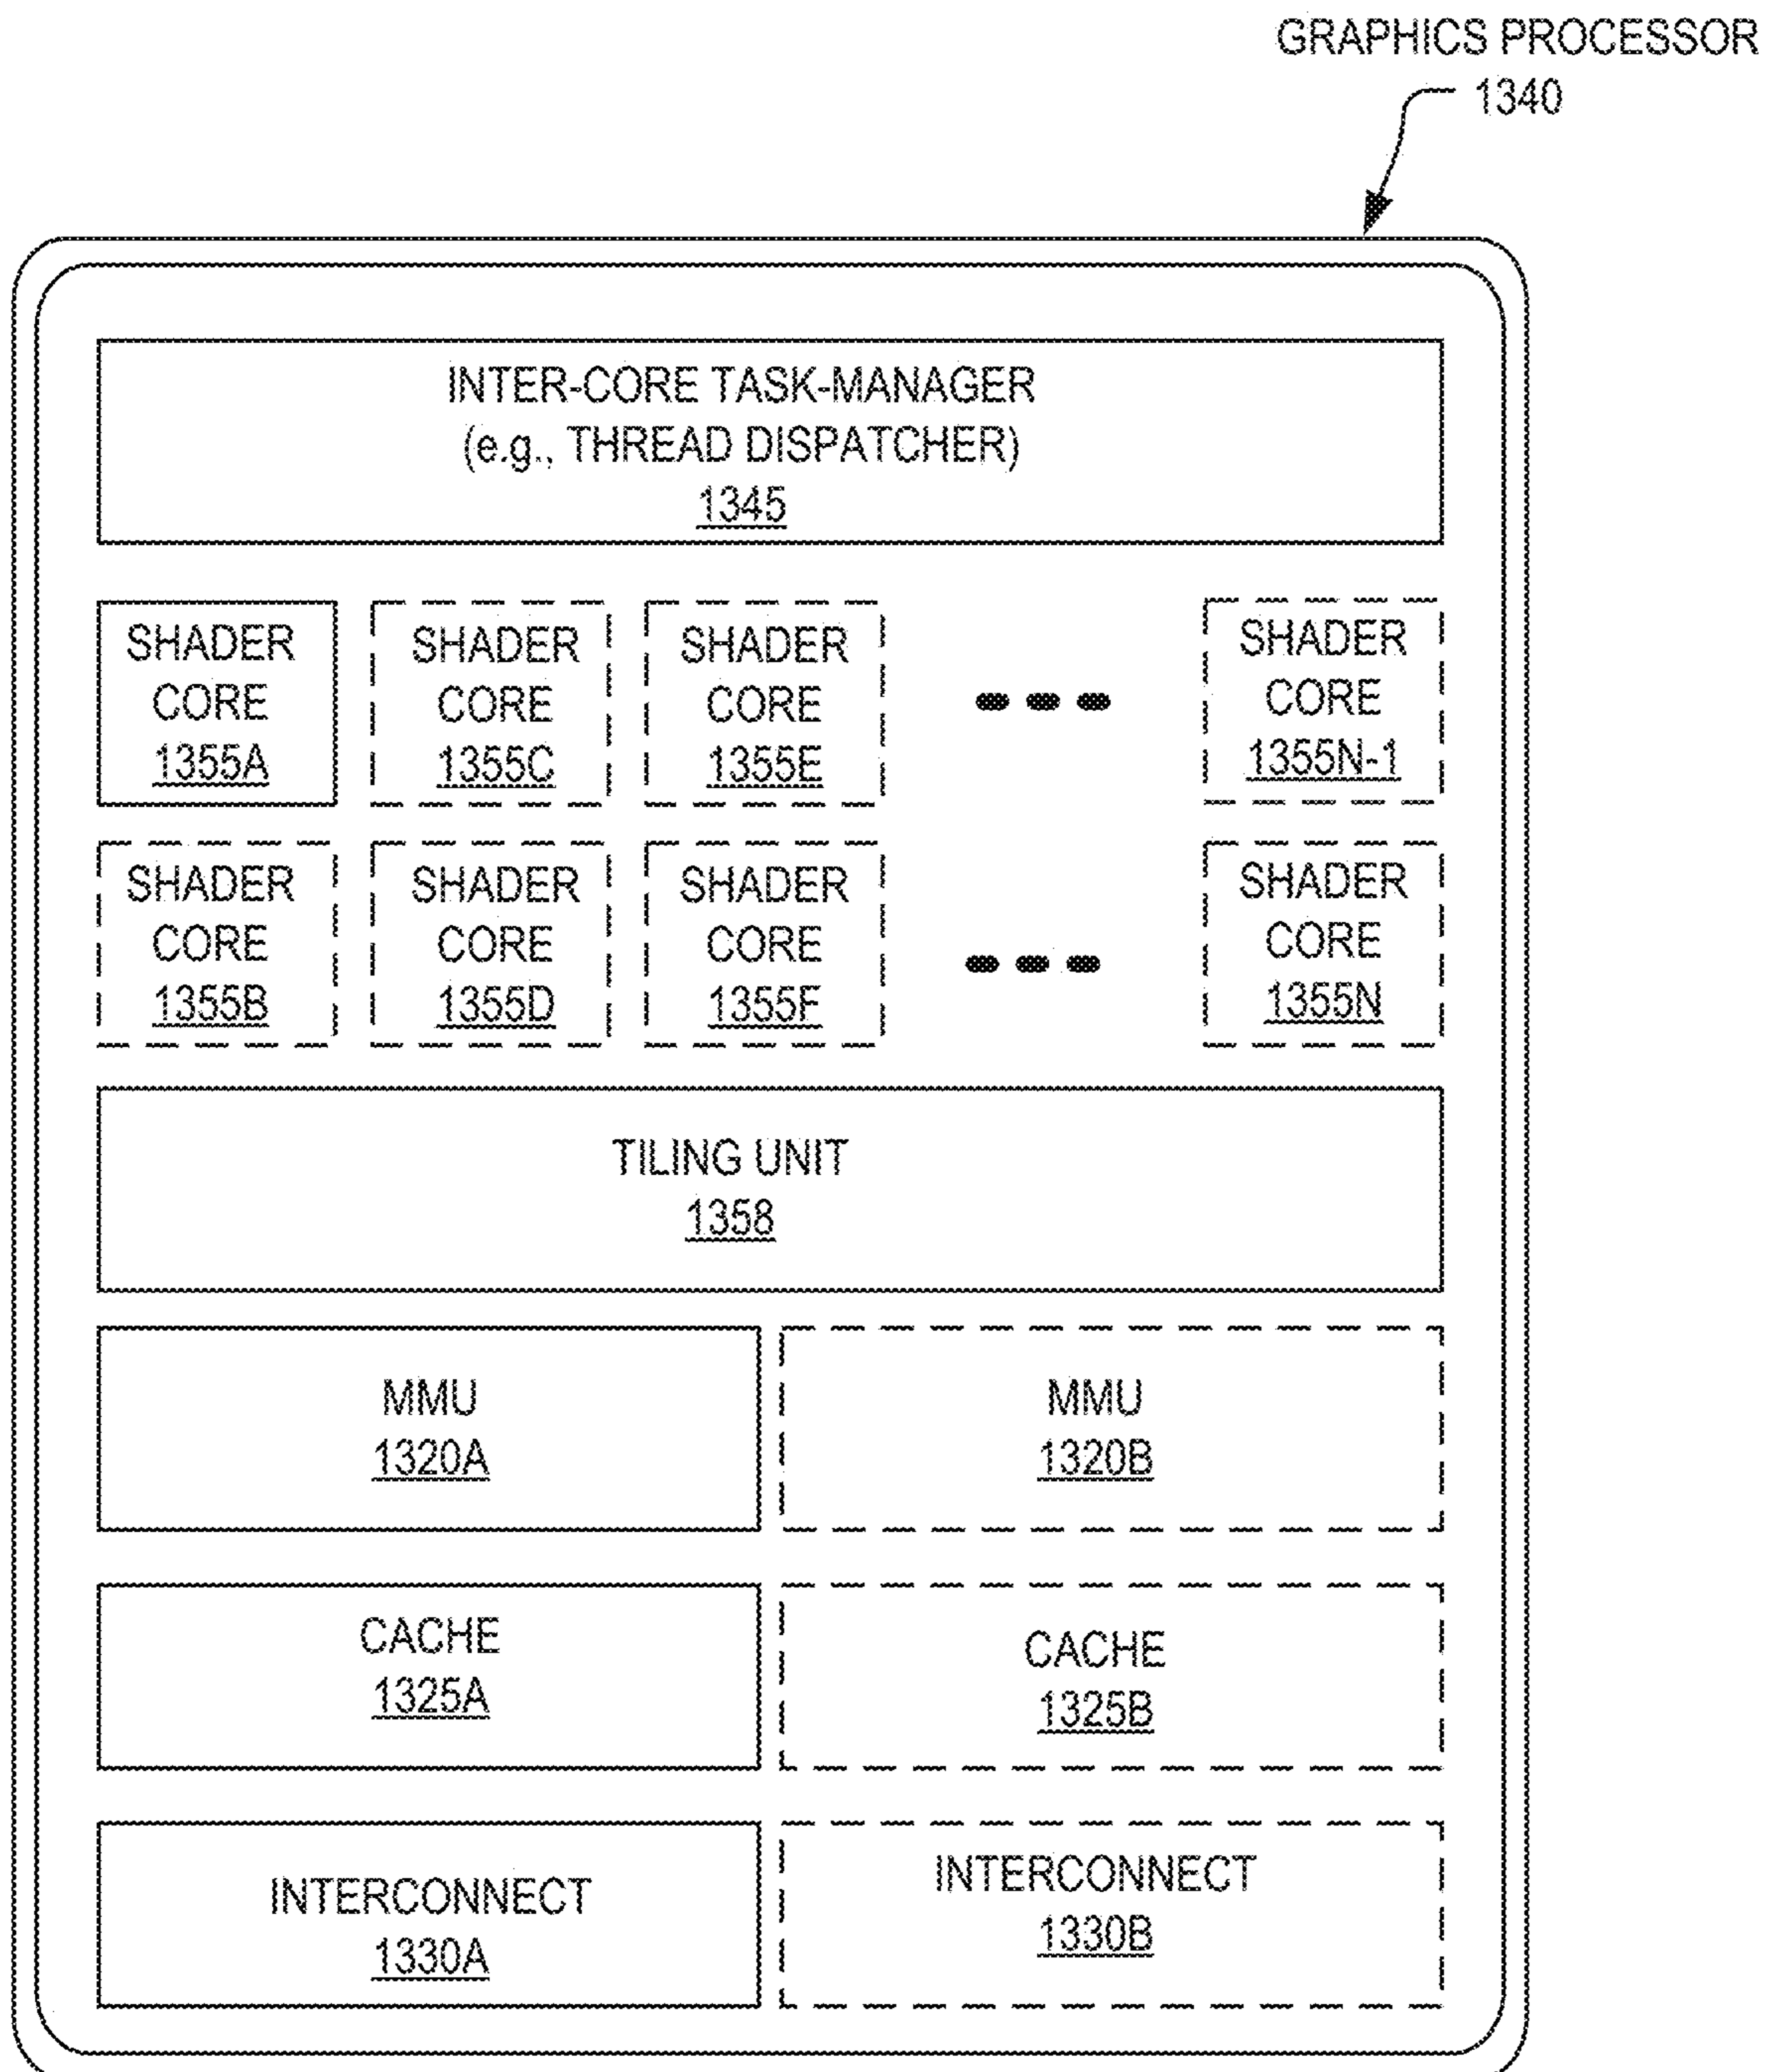 GRAPHICS PROCESSOR
1340
INTER-CORE TASK-MANAGER
(e.g., THREAD DISPATCHER)
1345
SHADER
CORE
1355A
SHADER
CORE
1355C
SHADER
CORE
1355E
SHADER
CORE
1355N-1
SHADER
CORE
1355B
SHADER
CORE
1355D
SHADER
CORE
1355F
SHADER
CORE
1355N
TILING UNIT
1358
MMU
1320A
MMU
1320B
CACHE
1325A
CACHE
1325B
INTERCONNECT
1330A
INTERCONNECT
1330B